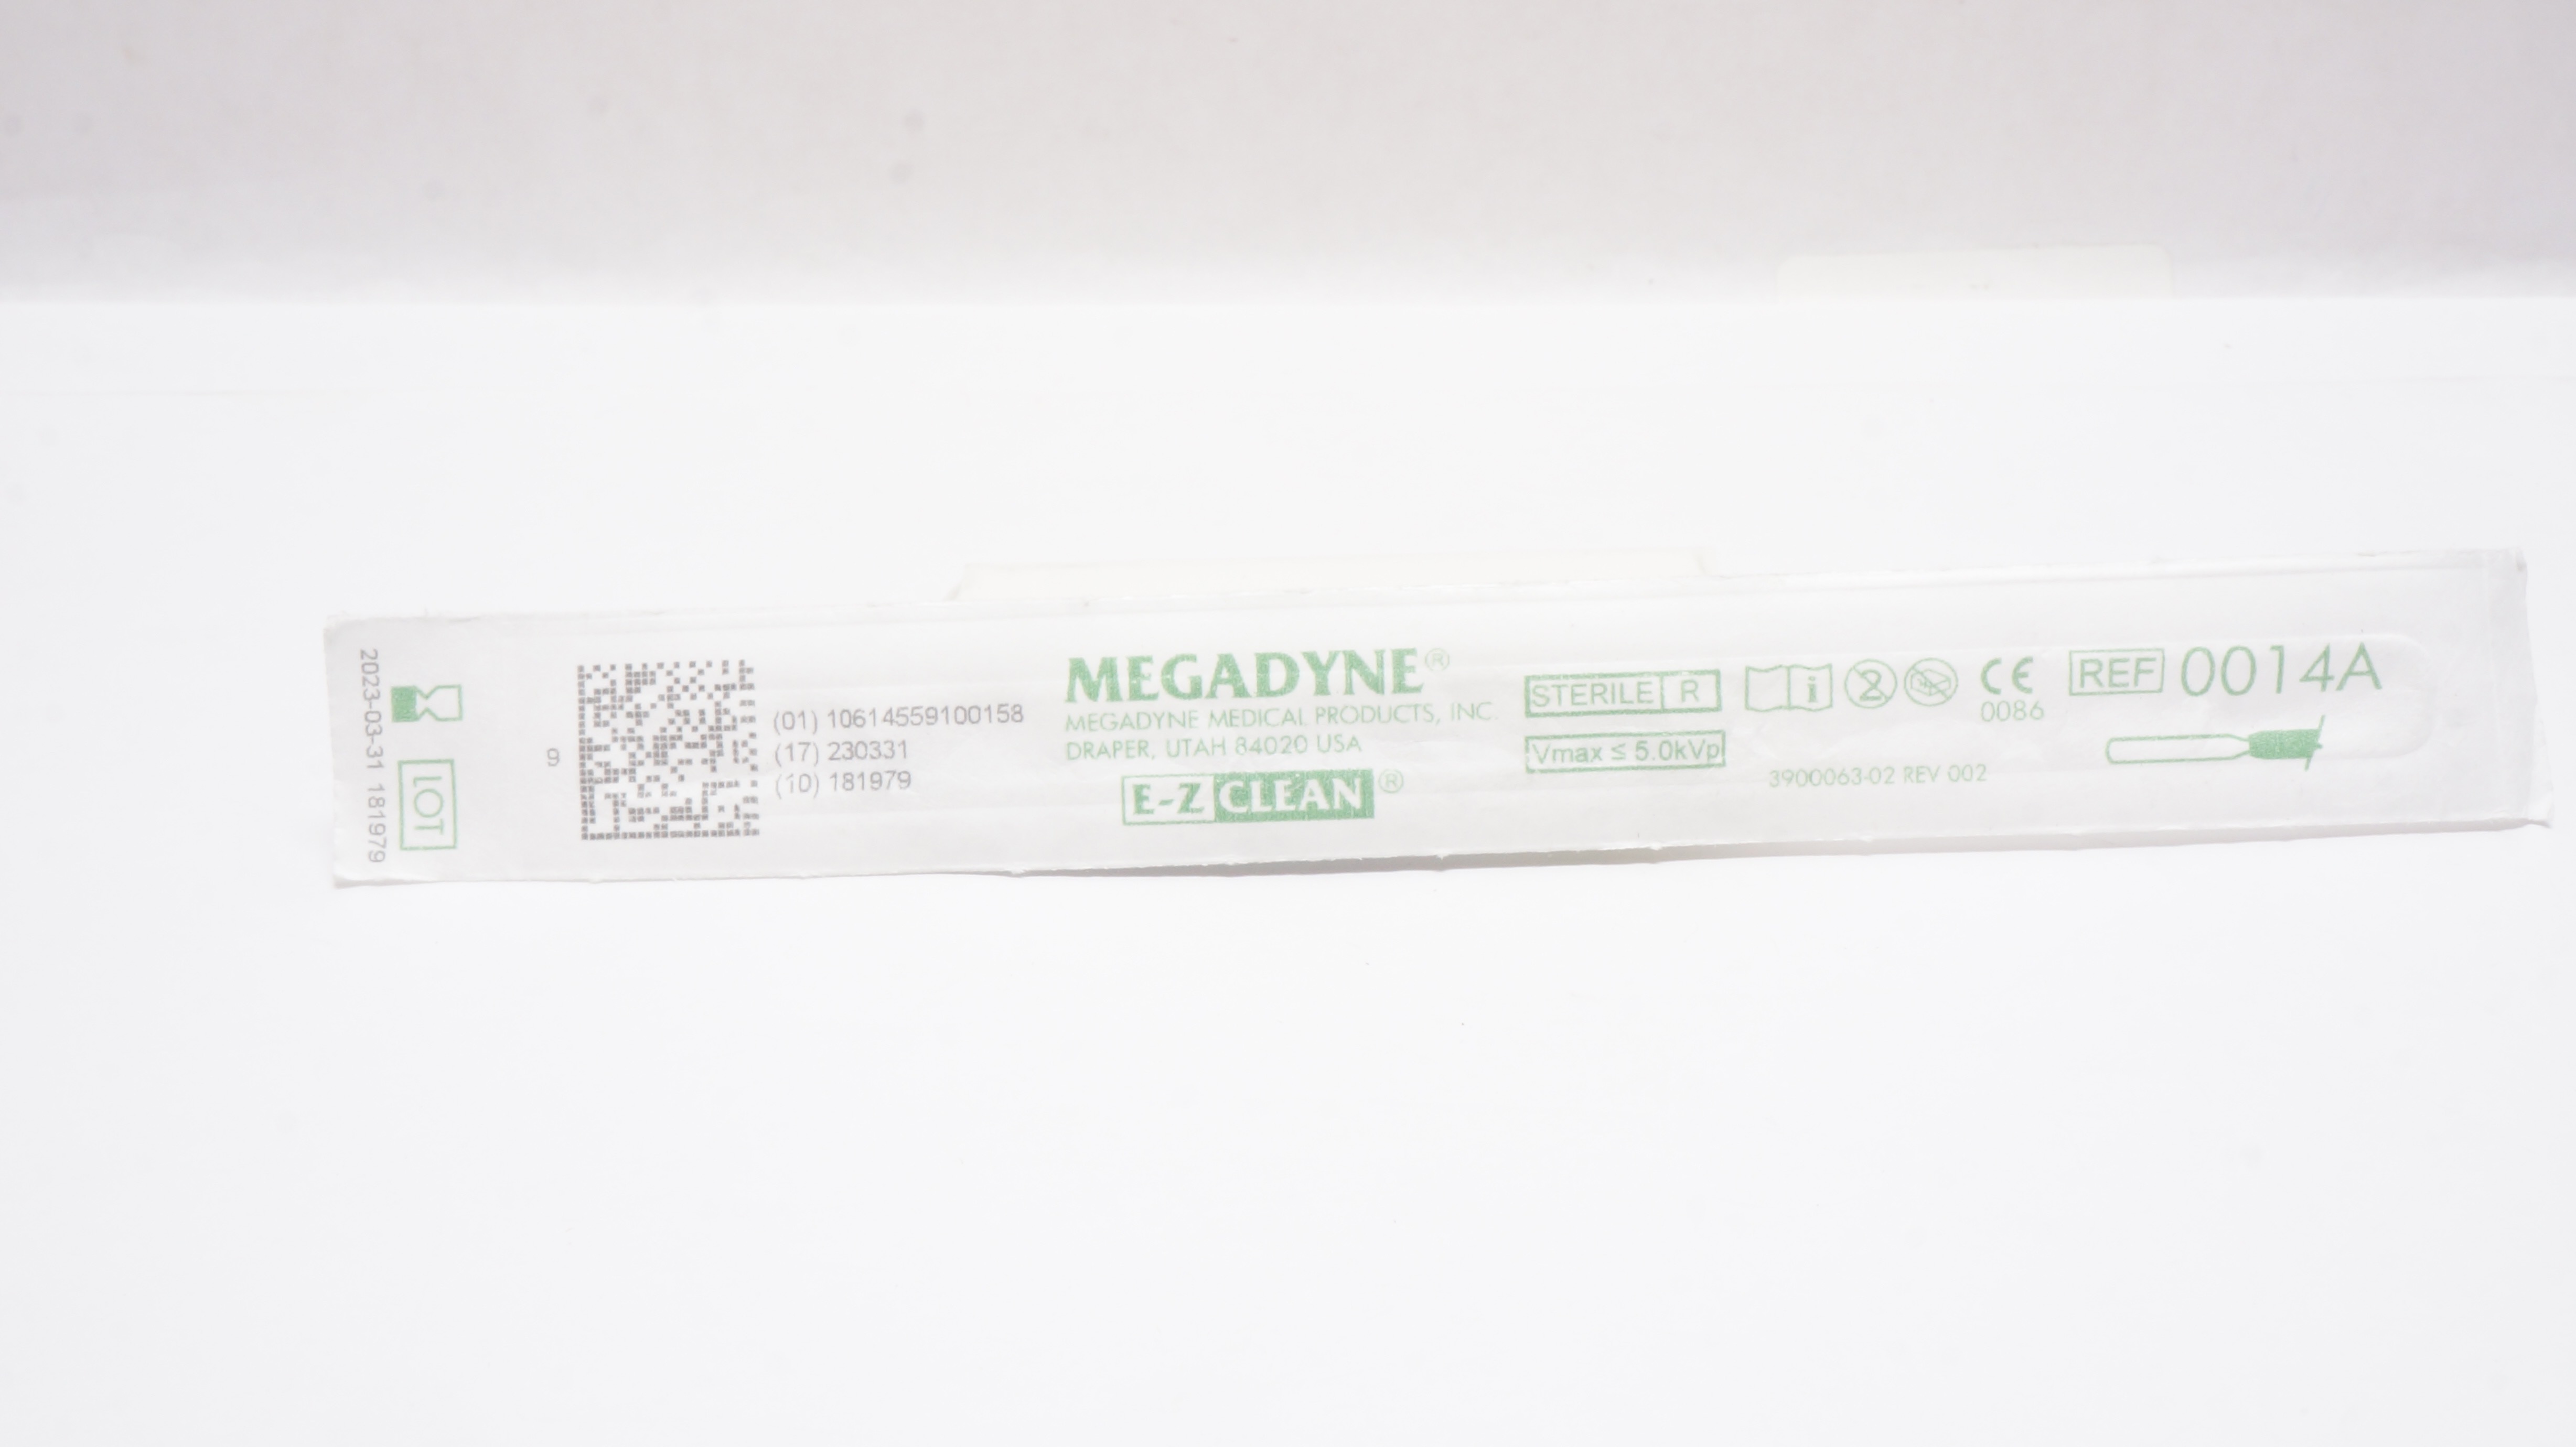 2023-03-31 181979
LOT
9
(01) 10614559100158
(17) 230331
(10) 181979
MEGADYNE®
MEGADYNE MEDICAL PRODUCTS, INC.
DRAPER, UTAH 84020 USA
E-Z CLEAN®
STERILE R
Vmax ≤ 5.0kVp
i
2
CE
0086
3900063-02 REV 002
REF 0014A